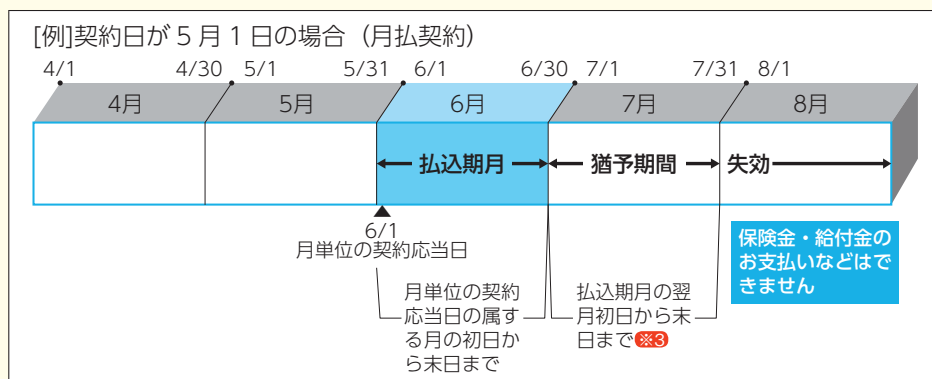 [例]契約日が5月1日の場合（月払契約）
4/1 4/30 5/1 5/31 6/1 6/30 7/1 7/31 8/1
4月 5月 6月 7月 8月
払込期月 猶予期間 失効
6/1
月単位の契約応当日
月単位の契約
応当日の属す
る月の初日か
ら末日まで
払込期月の翌
月初日から末
日まで※3
保険金・給付金の
お支払いなどはで
きません